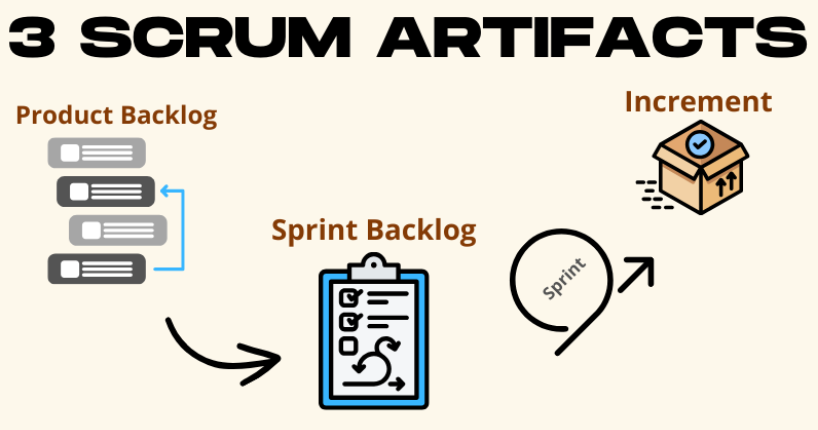 3 SCRUM ARTIFACTS
Product Backlog
Sprint Backlog
Sprint
Increment